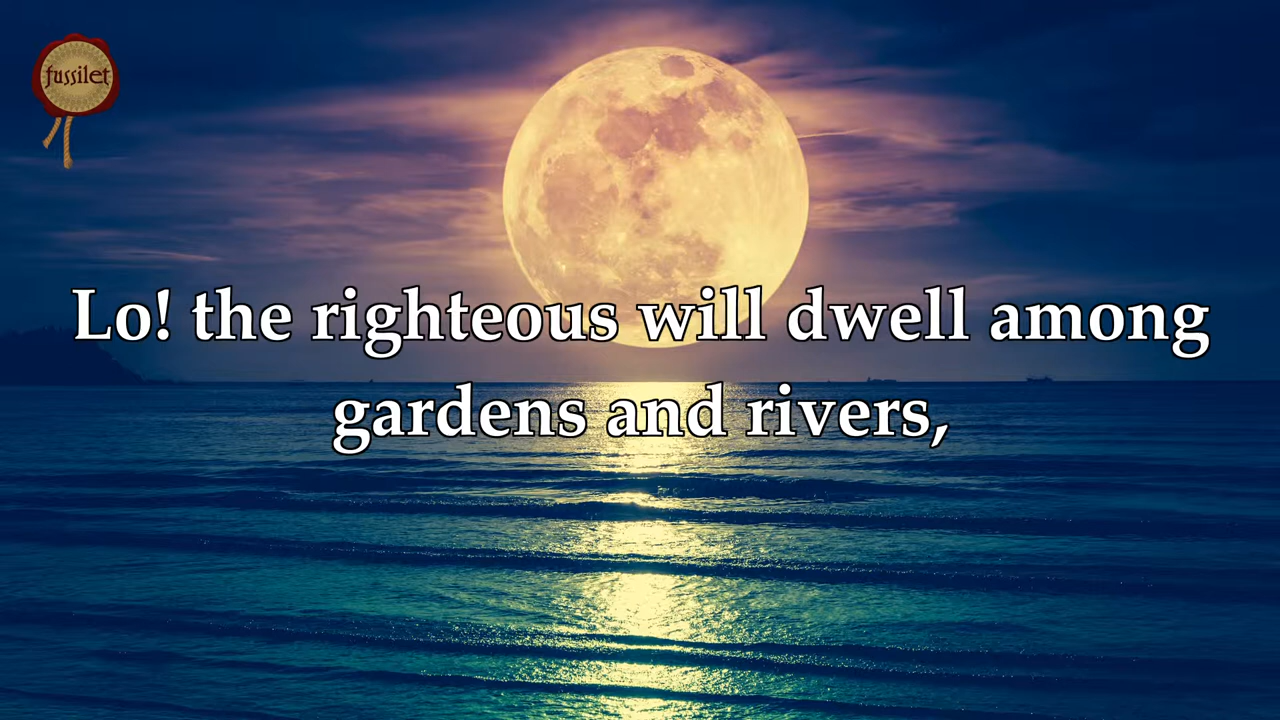 fussilet
Lo! the righteous will dwell among
gardens and rivers,